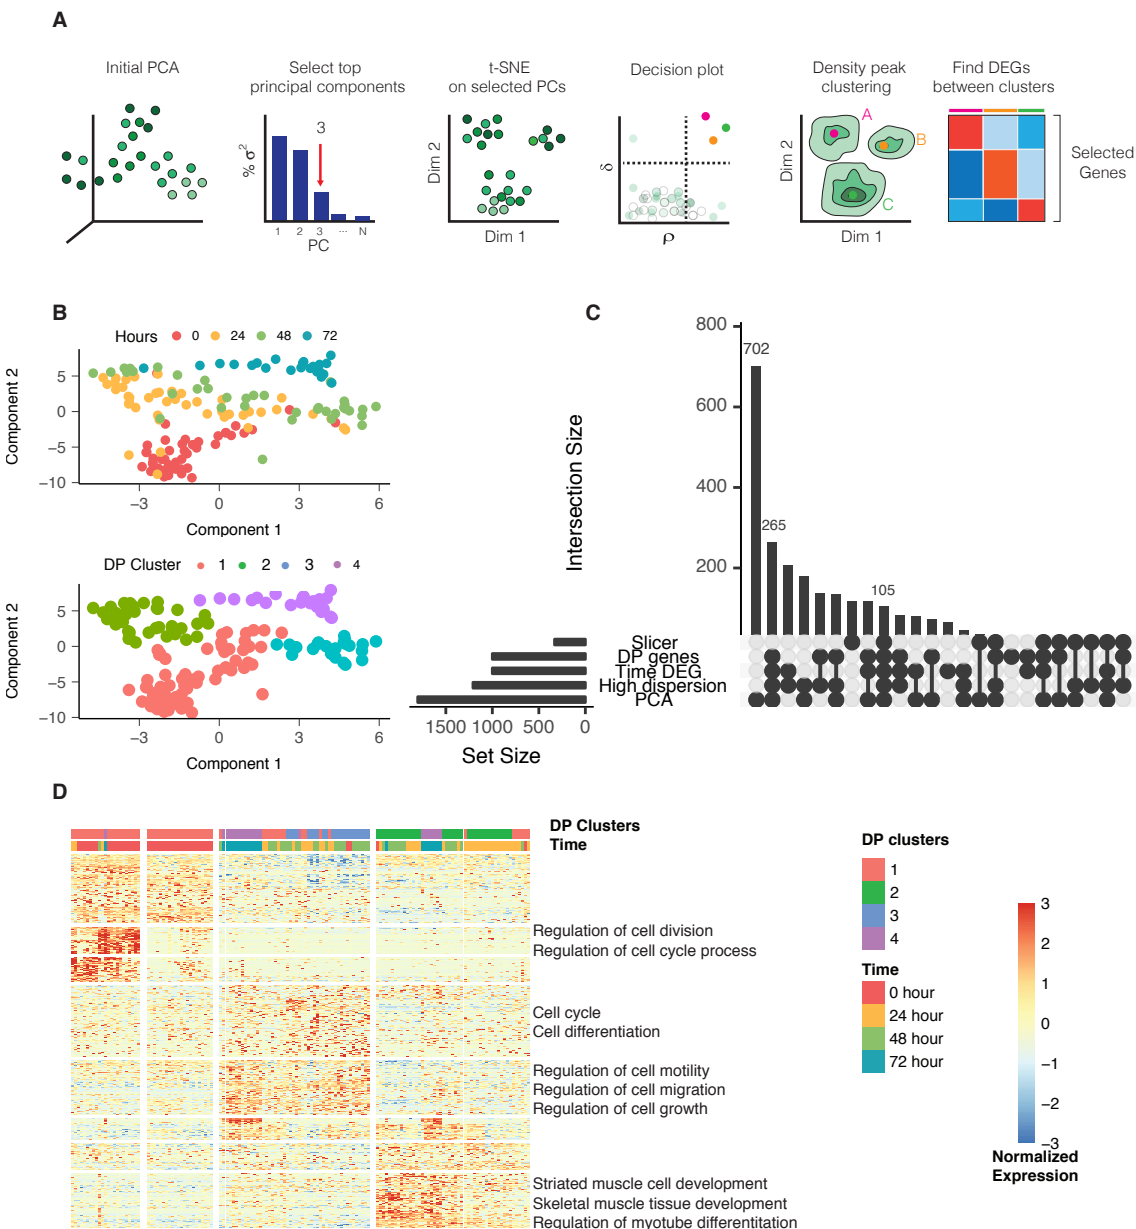 A
Initial PCA
Select top
principal components
t-SNE
on selected PCs
Decision plot
Density peak
clustering
Find DEGs
between clusters
% σ2
3
1 2 3 ... N
PC
Dim 2
Dim 1
δ
ρ
Dim 2
A
B
C
Dim 1
Selected
Genes
B
Hours 0 24 48 72
Component 2
5
0
−5
−10
−3 0 3 6
Component 1
DP Cluster 1 2 3 4
Component 2
5
0
−5
−10
−3 0 3 6
Component 1
C
Intersection Size
800
600
400
200
702
265
105
Slicer
DP genes
Time DEG
High dispersion
PCA
1500 1000 500 0
Set Size
D
DP Clusters
Time
Regulation of cell division
Regulation of cell cycle process
Cell cycle
Cell differentiation
Regulation of cell motility
Regulation of cell migration
Regulation of cell growth
Striated muscle cell development
Skeletal muscle tissue development
Regulation of myotube differentitation
DP clusters
1
2
3
4
Time
0 hour
24 hour
48 hour
72 hour
3
2
1
0
−1
−2
−3
Normalized
Expression